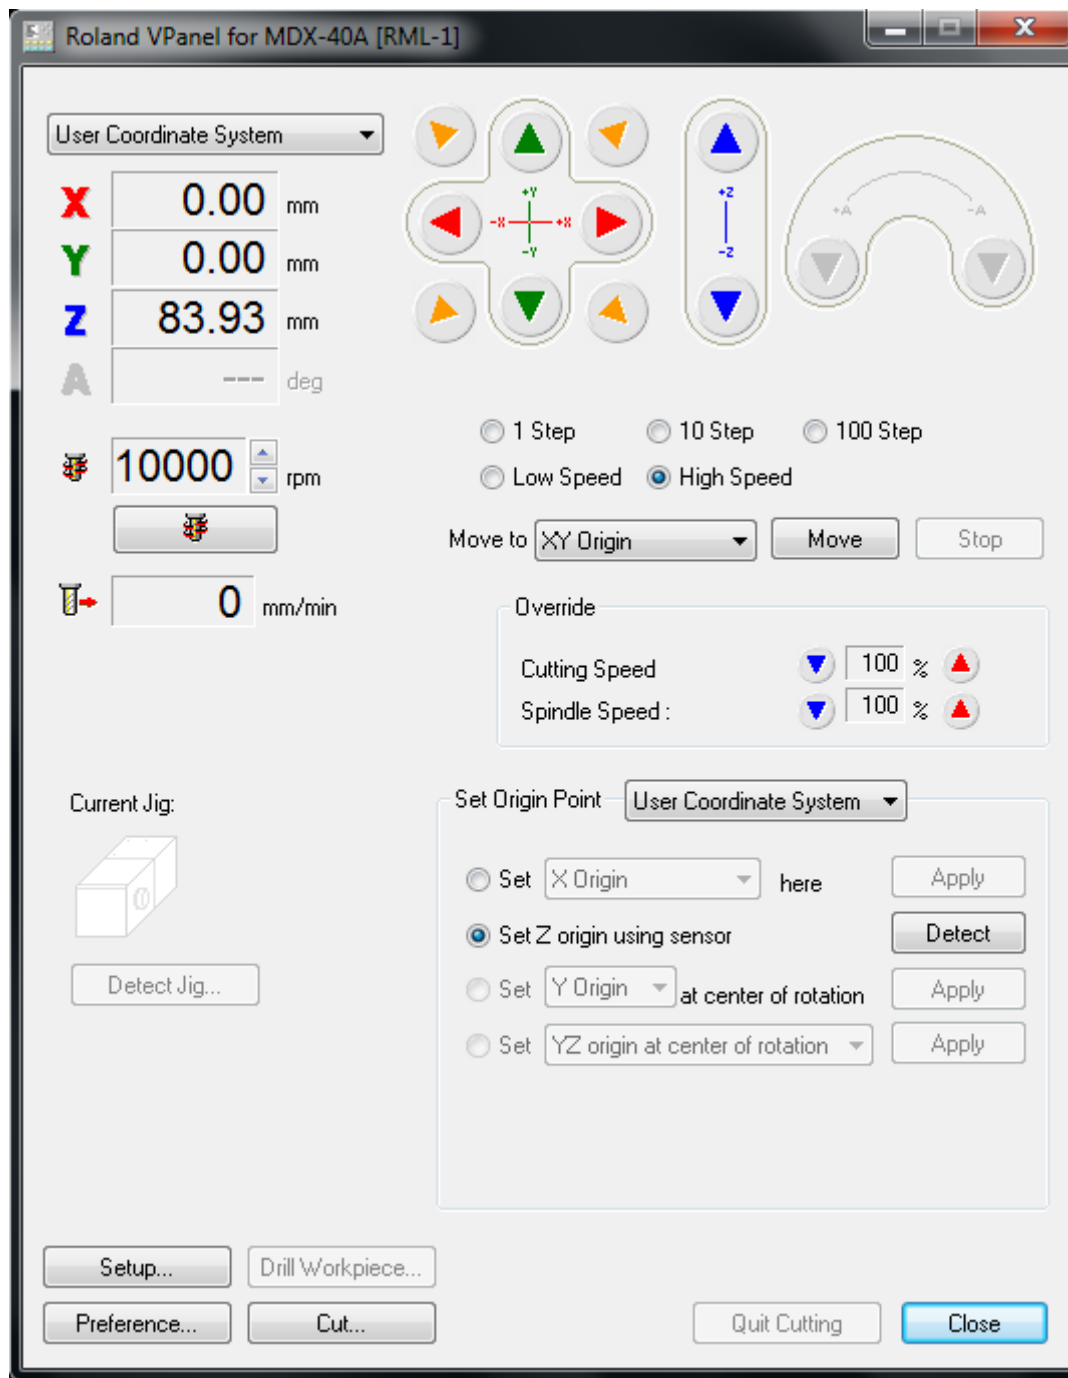 Roland VPanel for MDX-40A [RML-1]
User Coordinate System
X 0.00 mm
Y 0.00 mm
Z 83.93 mm
A --- deg
+Y
-X +X
-Y
+Z
-Z
+A -A
1 Step 10 Step 100 Step
Low Speed High Speed
10000 rpm
Move to XY Origin Move Stop
0 mm/min
Override
Cutting Speed 100 %
Spindle Speed : 100 %
Current Jig:
Detect Jig...
Set Origin Point User Coordinate System
Set X Origin here Apply
Set Z origin using sensor Detect
Set Y Origin at center of rotation Apply
Set YZ origin at center of rotation Apply
Setup... Drill Workpiece...
Preference... Cut... Quit Cutting Close